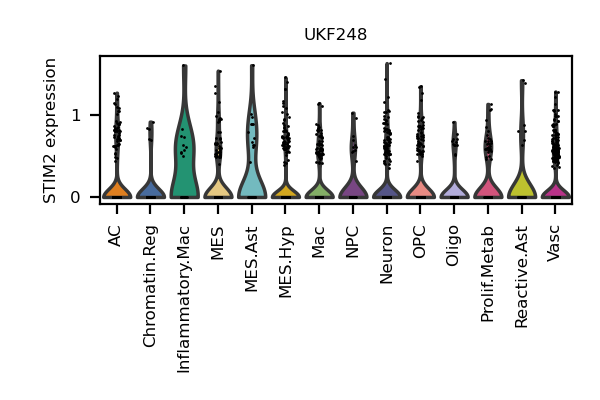 UKF248
STIM2 expression
1
0
AC
Chromatin.Reg
Inflammatory.Mac
MES
MES.Ast
MES.Hyp
Mac
NPC
Neuron
OPC
Oligo
Prolif.Metab
Reactive.Ast
Vasc